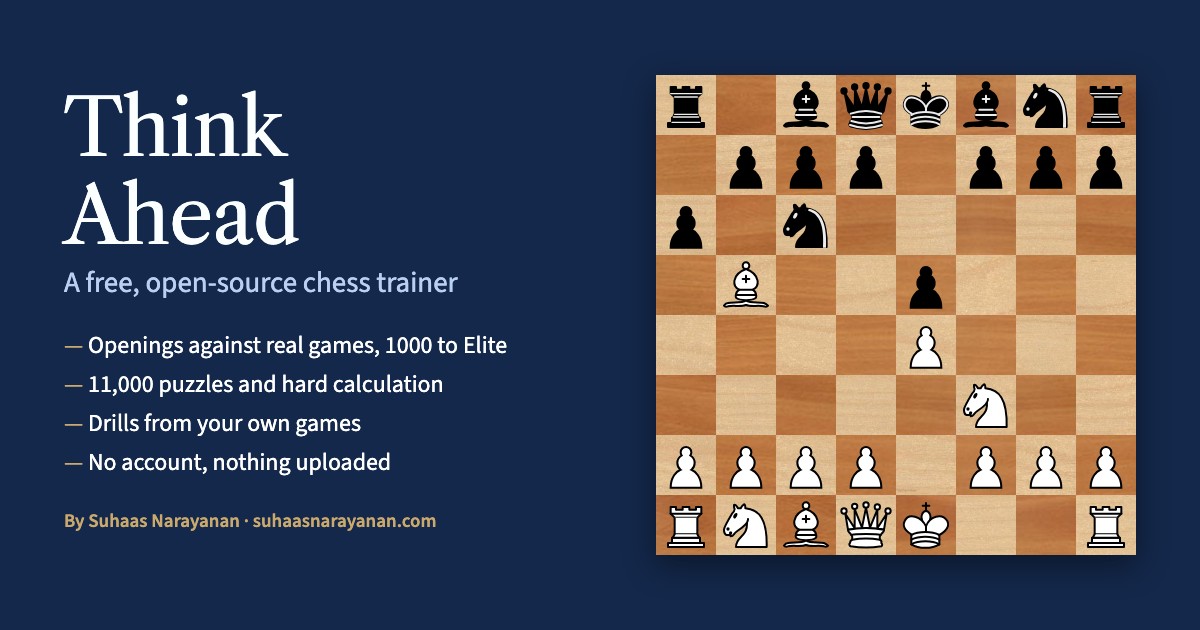 Think
Ahead
A free, open-source chess trainer
— Openings against real games, 1000 to Elite
— 11,000 puzzles and hard calculation
— Drills from your own games
— No account, nothing uploaded
By Suhaas Narayanan · suhaasnarayanan.com